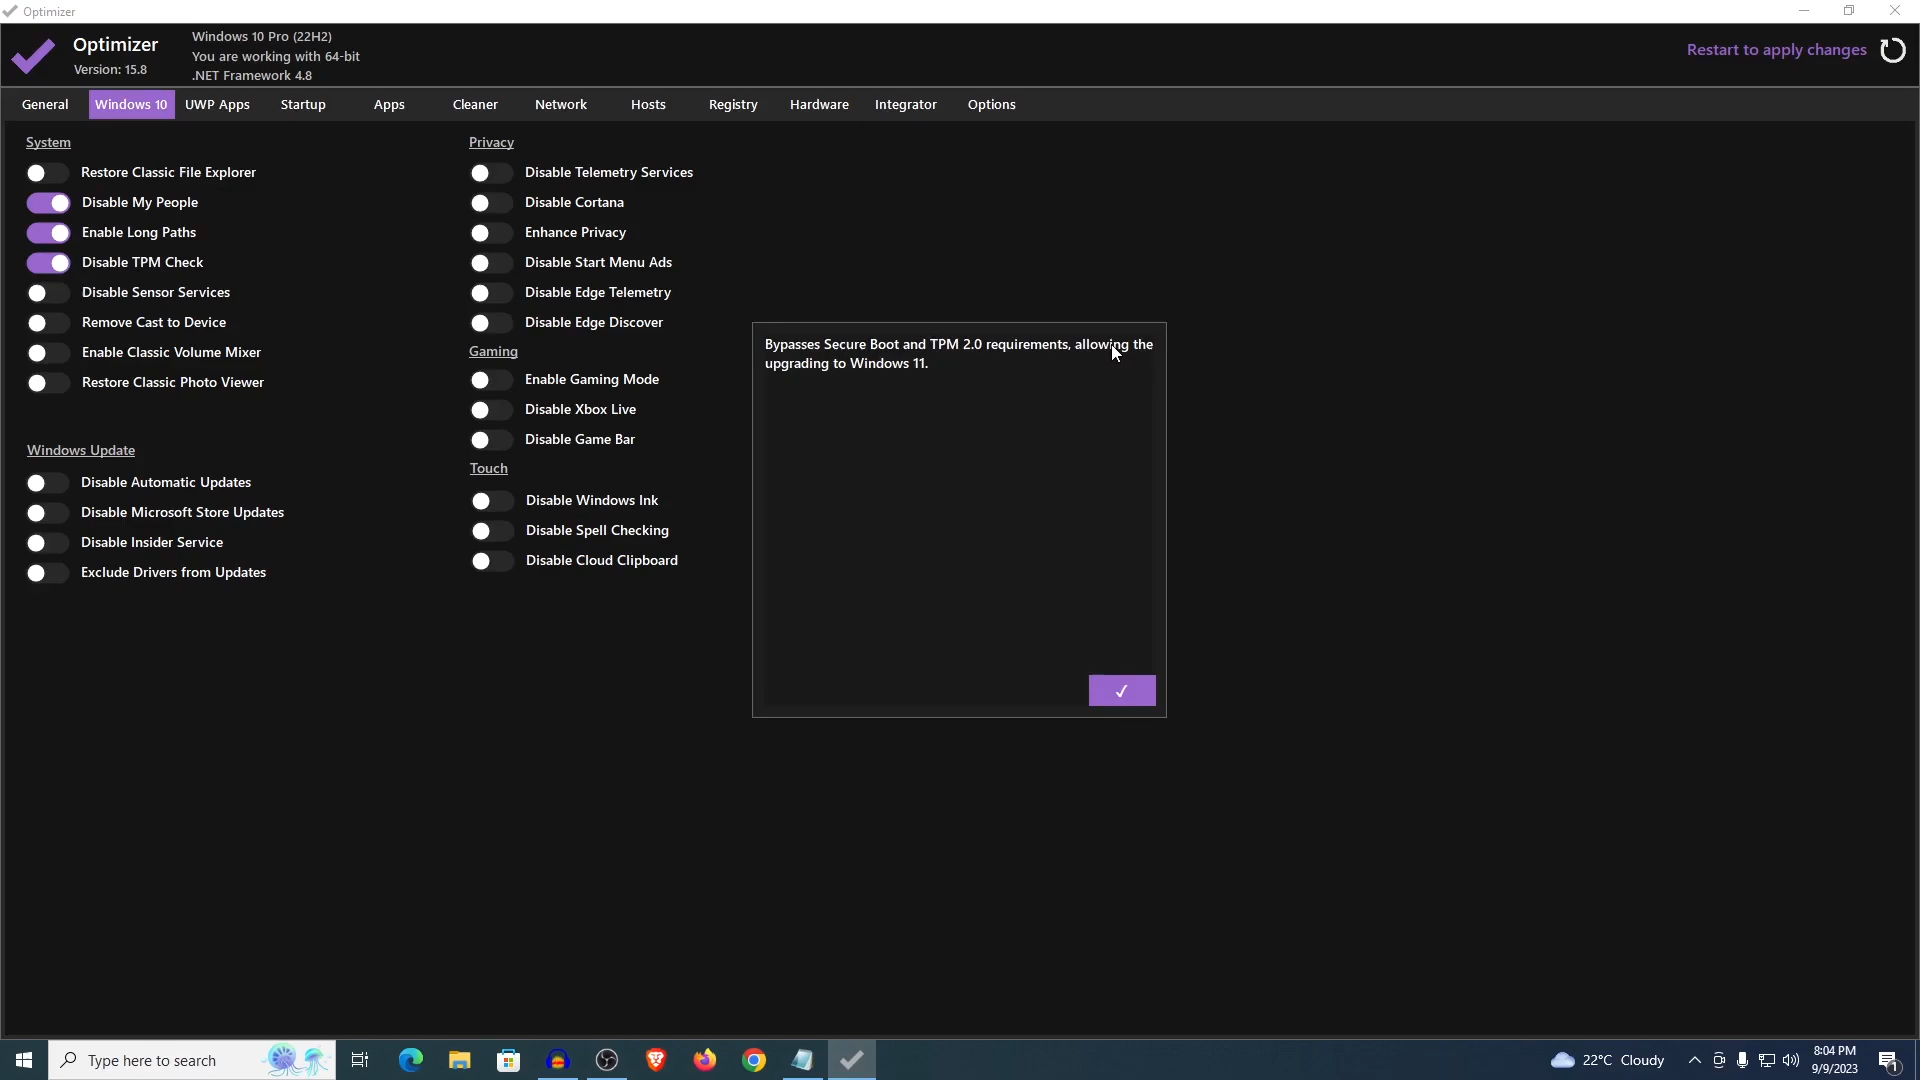 Optimizer
Optimizer
Version: 15.8
Windows 10 Pro (22H2)
You are working with 64-bit
.NET Framework 4.8
Restart to apply changes
General
Windows 10
UWP Apps
Startup
Apps
Cleaner
Network
Hosts
Registry
Hardware
Integrator
Options
System
Restore Classic File Explorer
Disable My People
Enable Long Paths
Disable TPM Check
Disable Sensor Services
Remove Cast to Device
Enable Classic Volume Mixer
Restore Classic Photo Viewer
Windows Update
Disable Automatic Updates
Disable Microsoft Store Updates
Disable Insider Service
Exclude Drivers from Updates
Privacy
Disable Telemetry Services
Disable Cortana
Enhance Privacy
Disable Start Menu Ads
Disable Edge Telemetry
Disable Edge Discover
Gaming
Enable Gaming Mode
Disable Xbox Live
Disable Game Bar
Touch
Disable Windows Ink
Disable Spell Checking
Disable Cloud Clipboard
Bypasses Secure Boot and TPM 2.0 requirements, allowing the
upgrading to Windows 11.
Type here to search
22°C Cloudy
8:04 PM
9/9/2023
1